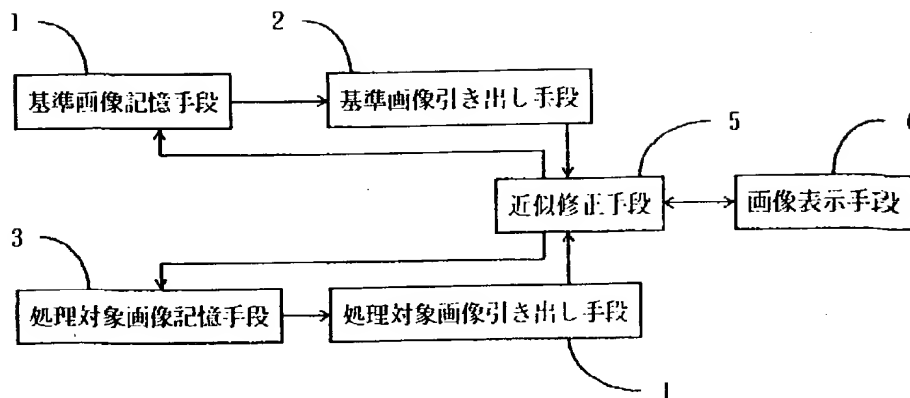 1
2
基準画像記憶手段
基準画像引き出し手段
5
近似修正手段
画像表示手段
3
処理対象画像記憶手段
処理対象画像引き出し手段